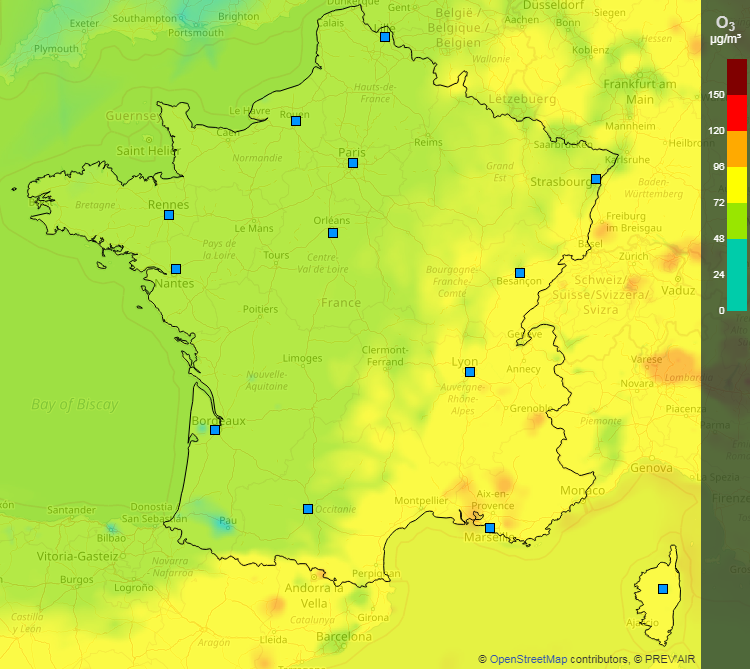 Dunkerque
Düsseldorf
Southampton
Brighton
Gent
België /
Siegen
Exeter
Calais
Lille
Belgique /
Aachen
Bonn
Plymouth
Portsmouth
Belgien
Koblenz
Hessen
Wallonie
Frankfurt am
Main
Hauts-de-
France
Lëtzebuerg
Guernsey
Le Havre
Rouen
Mannheim
Caen
Saint Helier
Reims
Saarbrücken
Heilbronn
Normandie
Paris
Karlsruhe
Grand
Est
Strasbourg
Baden-
Württemberg
Bretagne
Rennes
Orléans
Freiburg
im Breisgau
Le Mans
Pays de
la Loire
Tours
Centre-
Val de Loire
Basel
Zürich
Bourgogne-
Franche-
Comté
Besançon
Nantes
Schweiz/
Suisse/Svizzera/
Svizra
Vaduz
Poitiers
France
Genève
Limoges
Clermont-
Ferrand
Lyon
Annecy
Varese
Lombardia
Nouvelle-
Aquitaine
Auvergne-
Rhône-
Alpes
Novara
Bay of Biscay
Bordeaux
Grenoble
Piemonte
Piacenza
Parma
Genova
La Spezia
Monaco
Firenze
Santander
Donostia
San Sebastián
Pau
Occitanie
Montpellier
Aix-en-
Provence
Marseille
Bilbao
Vitoria-Gasteiz
Navarra
- Nafarroa
Burgos
Logroño
Andorra la
Vella
Perpignan
Castilla
y León
Catalunya
Girona
Aragón
Lleida
Barcelona
Tarragona
Ajaccio
O₃
µg/m³
150
120
96
72
48
24
0
© OpenStreetMap contributors, © PREV'AIR